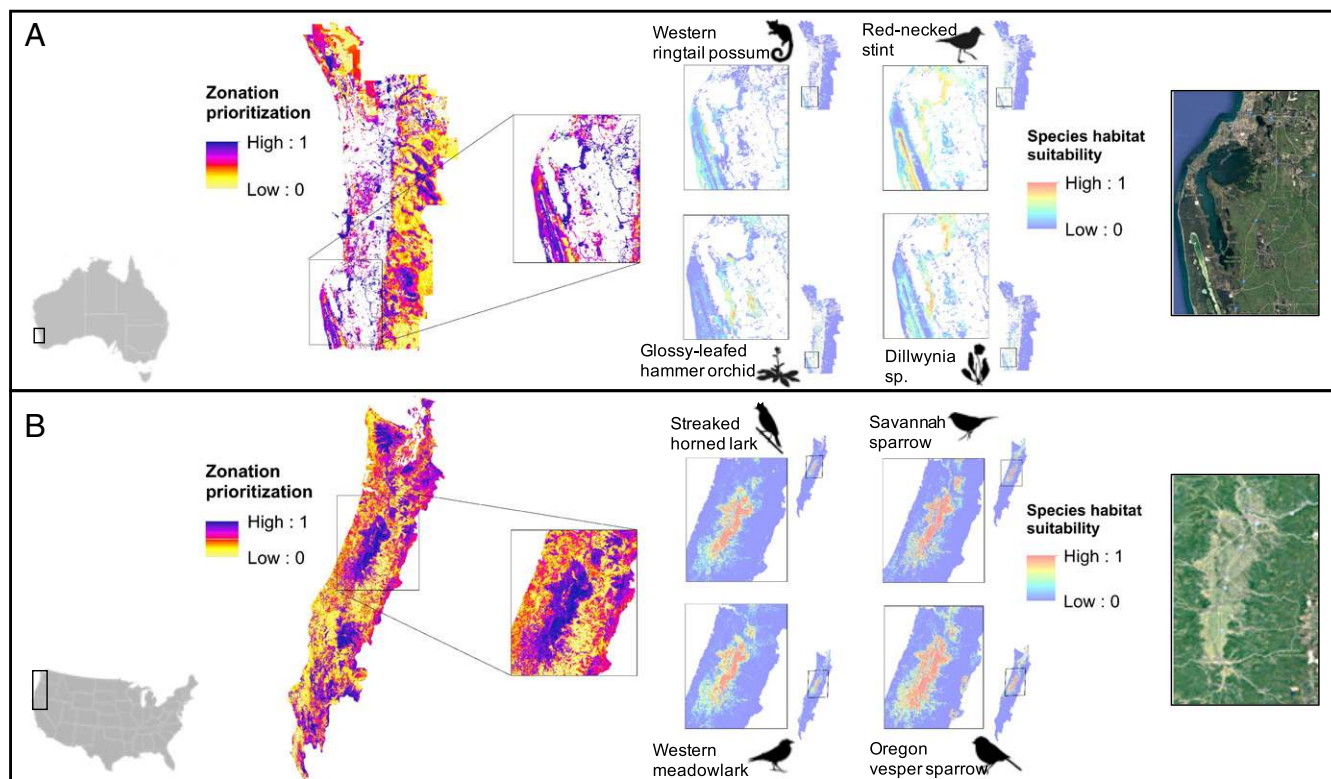 A
Zonation
prioritization
High : 1
Low : 0
Western
ringtail possum
Red-necked
stint
Species habitat
suitability
High : 1
Low : 0
Glossy-leafed
hammer orchid
Dillwynia
sp.
B
Zonation
prioritization
High : 1
Low : 0
Streaked
horned lark
Savannah
sparrow
Species habitat
suitability
High : 1
Low : 0
Western
meadowlark
Oregon
vesper sparrow